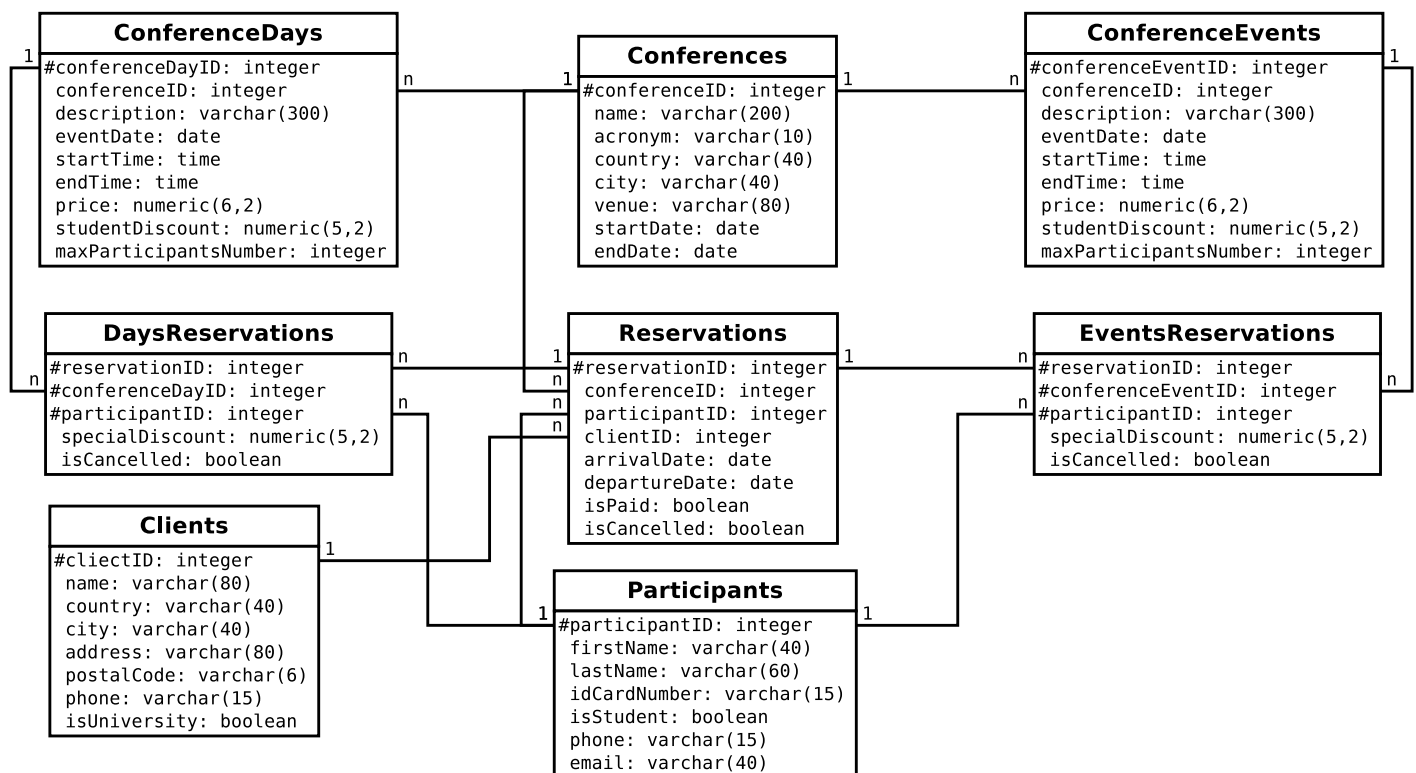 ConferenceDays
#conferenceDayID: integer
conferenceID: integer
description: varchar(300)
eventDate: date
startTime: time
endTime: time
price: numeric(6,2)
studentDiscount: numeric(5,2)
maxParticipantsNumber: integer
1
n
1
Conferences
#conferenceID: integer
name: varchar(200)
acronym: varchar(10)
country: varchar(40)
city: varchar(40)
venue: varchar(80)
startDate: date
endDate: date
1
n
ConferenceEvents
#conferenceEventID: integer
conferenceID: integer
description: varchar(300)
eventDate: date
startTime: time
endTime: time
price: numeric(6,2)
studentDiscount: numeric(5,2)
maxParticipantsNumber: integer
1
DaysReservations
#reservationID: integer
#conferenceDayID: integer
#participantID: integer
specialDiscount: numeric(5,2)
isCancelled: boolean
n
n
n
1
n
n
n
Reservations
#reservationID: integer
conferenceID: integer
participantID: integer
clientID: integer
arrivalDate: date
departureDate: date
isPaid: boolean
isCancelled: boolean
1
n
n
EventsReservations
#reservationID: integer
#conferenceEventID: integer
#participantID: integer
specialDiscount: numeric(5,2)
isCancelled: boolean
n
Clients
#cliectID: integer
name: varchar(80)
country: varchar(40)
city: varchar(40)
address: varchar(80)
postalCode: varchar(6)
phone: varchar(15)
isUniversity: boolean
1
1
Participants
#participantID: integer
firstName: varchar(40)
lastName: varchar(60)
idCardNumber: varchar(15)
isStudent: boolean
phone: varchar(15)
email: varchar(40)
1